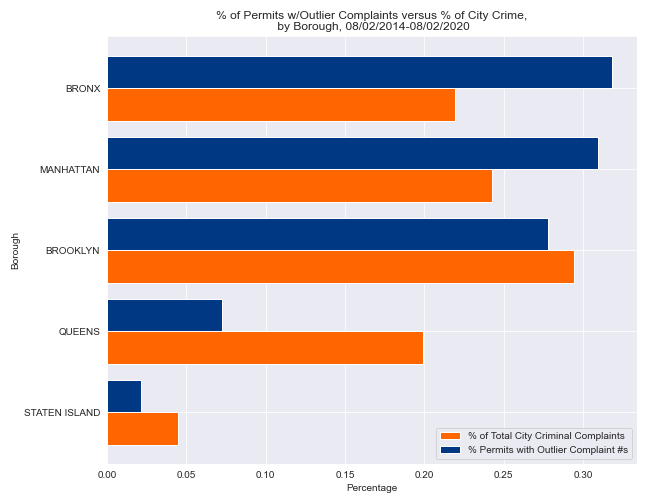 % of Permits w/Outlier Complaints versus % of City Crime,
by Borough, 08/02/2014-08/02/2020
Borough
BRONX
MANHATTAN
BROOKLYN
QUEENS
STATEN ISLAND
% of Total City Criminal Complaints
% Permits with Outlier Complaint #s
0.00 0.05 0.10 0.15 0.20 0.25 0.30
Percentage